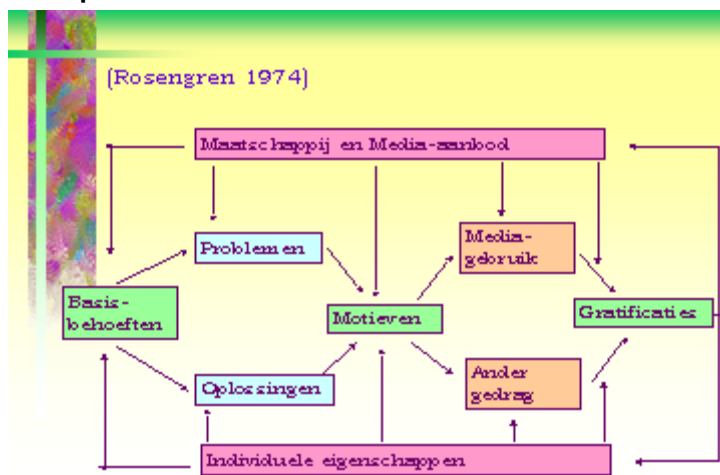 (Rosengren 1974)
Maatschappij en Media-aanbod
Problemen
Media-
gebruik
Basis-
behoeften
Motieven
Gratificaties
Oplossingen
Ander
gedrag
Individuele eigenschappen